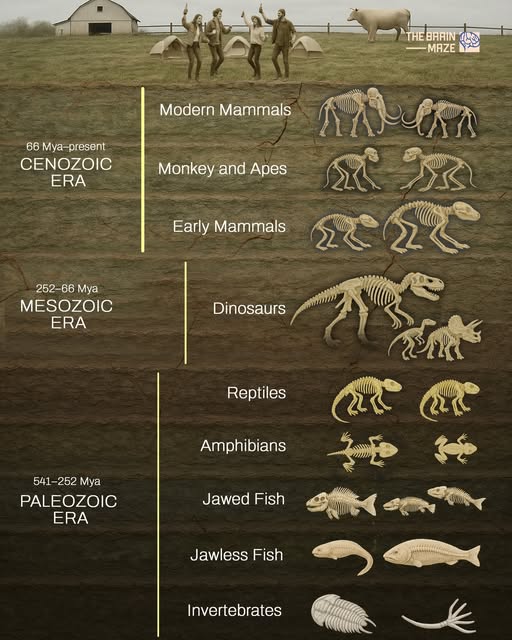 THE BRAIN
MAZE
66 Mya–present
CENOZOIC
ERA
Modern Mammals
Monkey and Apes
Early Mammals
252–66 Mya
MESOZOIC
ERA
Dinosaurs
541–252 Mya
PALEOZOIC
ERA
Reptiles
Amphibians
Jawed Fish
Jawless Fish
Invertebrates